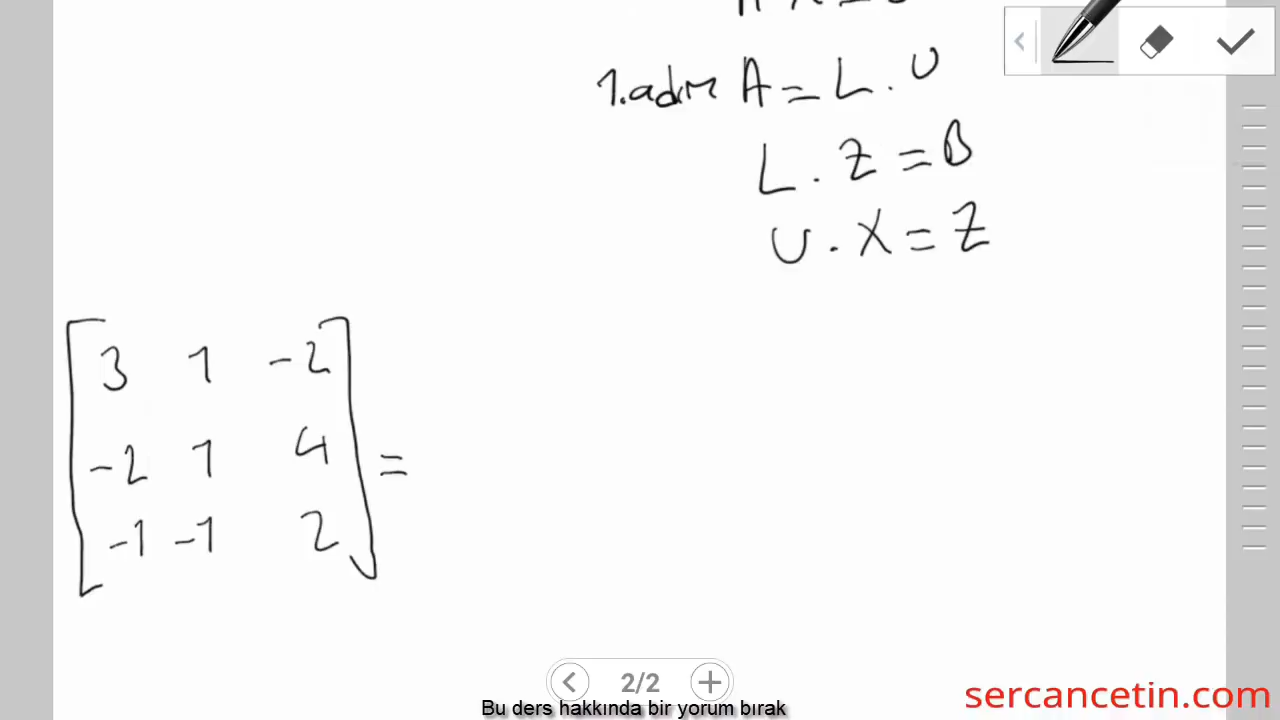 1.adım A = L . U
L . Z = B
U . X = Z
3 1 -2
-2 1 4 =
-1 -1 2
2/2
Bu ders hakkında bir yorum bırak
sercancetin.com